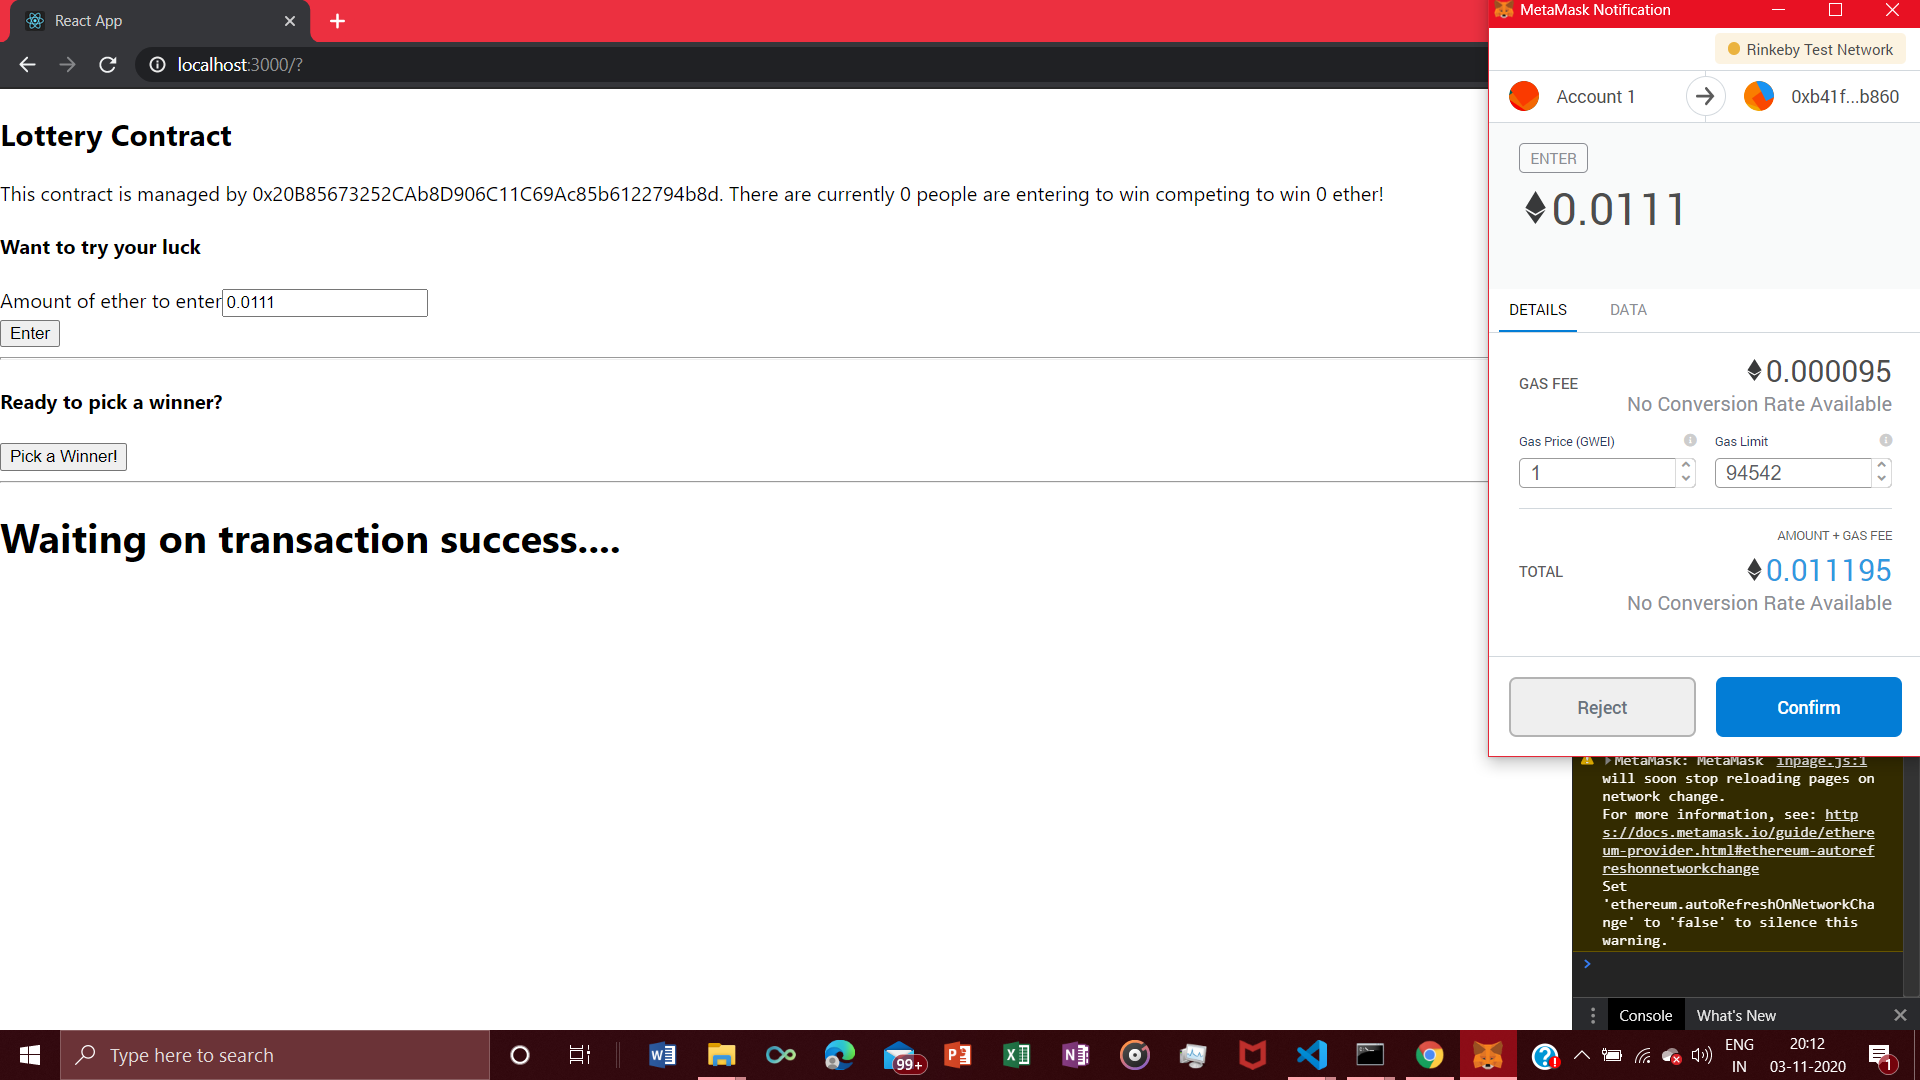 React App
localhost:3000/?
Lottery Contract
This contract is managed by 0x20B85673252CAb8D906C11C69Ac85b6122794b8d. There are currently 0 people are entering to win competing to win 0 ether!
Want to try your luck
Amount of ether to enter 0.0111
Enter
Ready to pick a winner?
Pick a Winner!
Waiting on transaction success....
MetaMask Notification
Rinkeby Test Network
Account 1
0xb41f...b860
ENTER
0.0111
DETAILS DATA
GAS FEE
0.000095
No Conversion Rate Available
Gas Price (GWEI)
Gas Limit
1
94542
AMOUNT + GAS FEE
TOTAL
0.011195
No Conversion Rate Available
Reject
Confirm
MetaMask: MetaMask inpage.js:1
will soon stop reloading pages on
network change.
For more information, see: http
s://docs.metamask.io/guide/ethere
um-provider.html#ethereum-autoref
reshonnetworkchange
Set
'ethereum.autoRefreshOnNetworkCha
nge' to 'false' to silence this
warning.
Console
What's New
Type here to search
99+
ENG
IN
20:12
03-11-2020
1